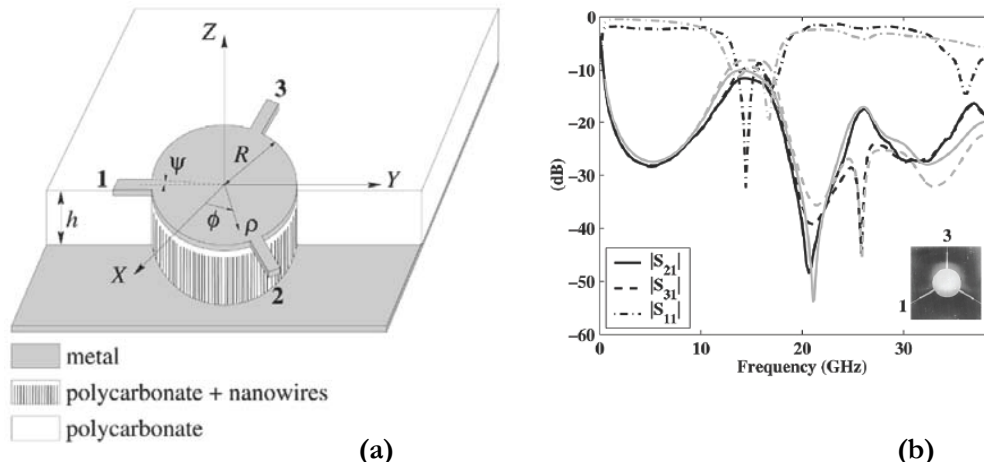 Z
3
R
ψ
1
Y
h
ϕ
ρ
X
2
metal
polycarbonate + nanowires
polycarbonate
(a)
0
−10
−20
−30
−40
−50
−60
(dB)
|S21|
|S31|
|S11|
3
1
0 10 20 30
Frequency (GHz)
(b)